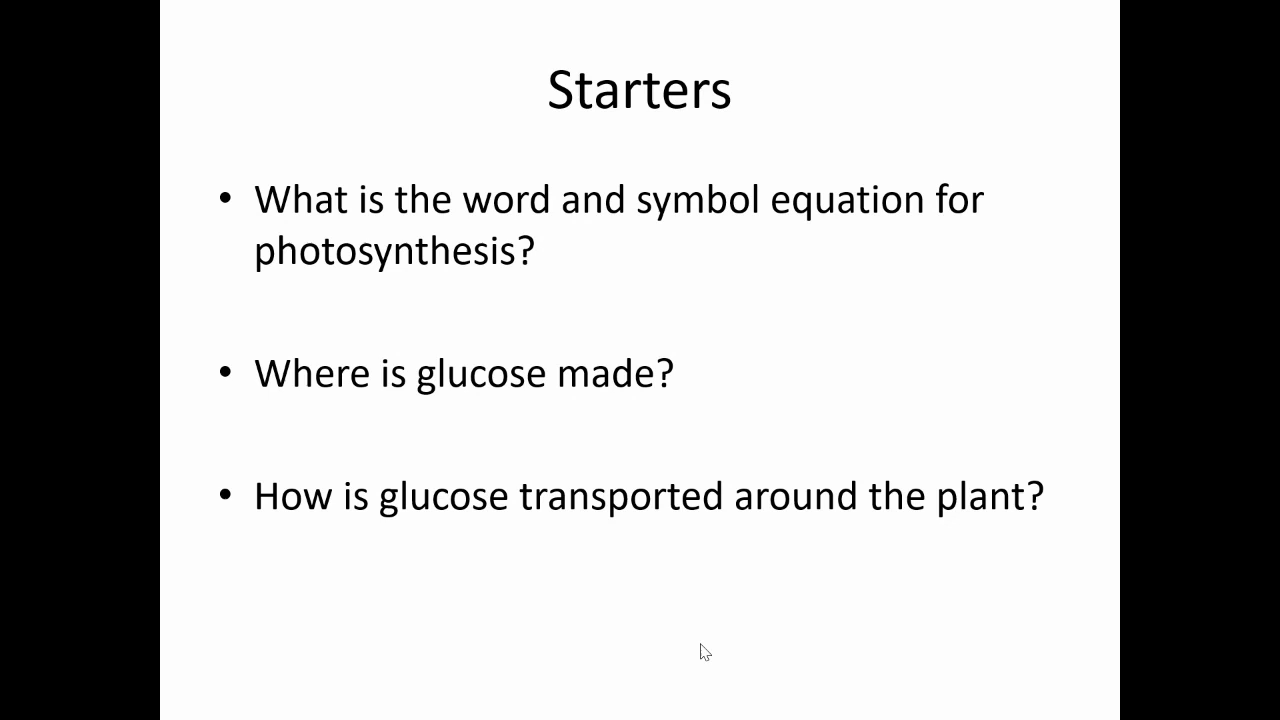 Starters
• What is the word and symbol equation for
photosynthesis?
• Where is glucose made?
• How is glucose transported around the plant?